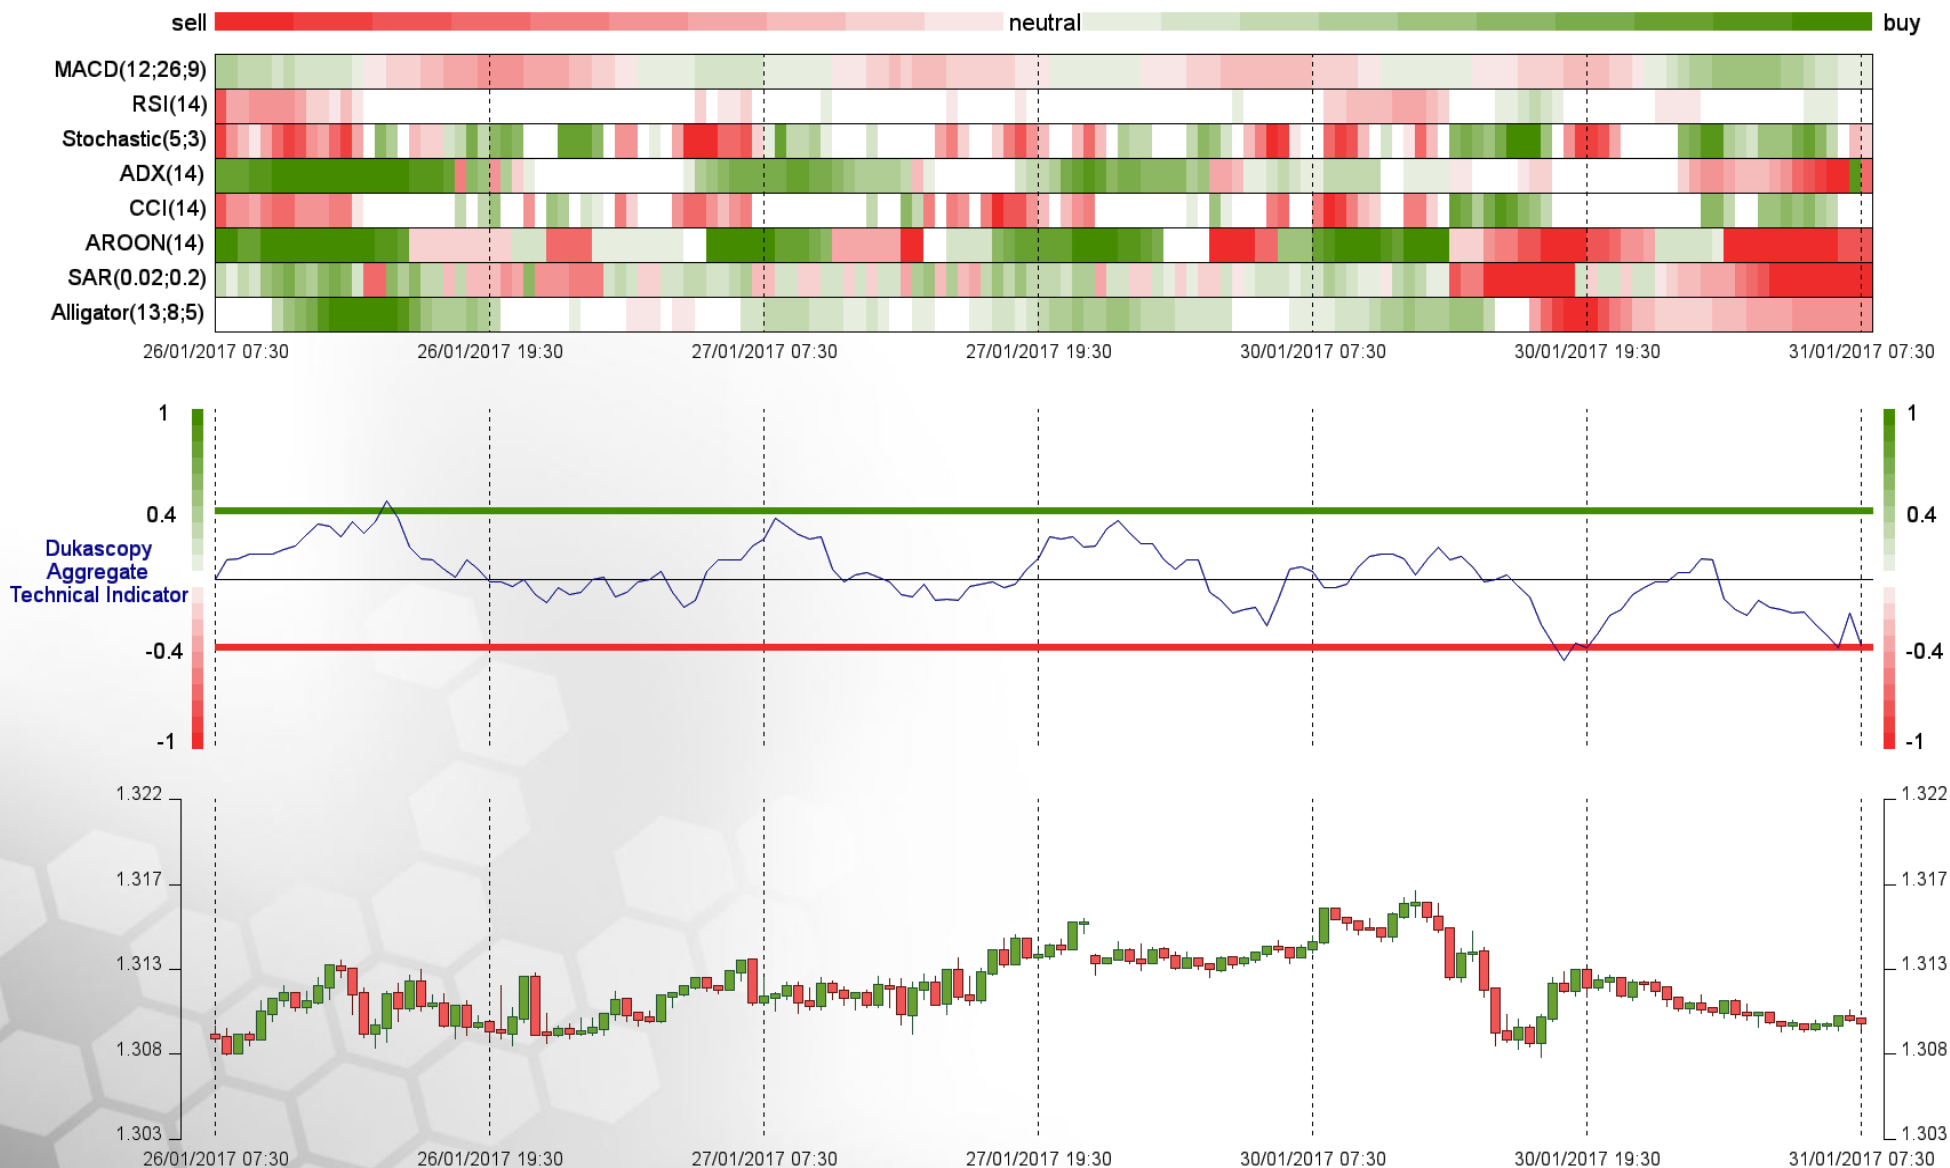 sell neutral buy
MACD(12;26;9)
RSI(14)
Stochastic(5;3)
ADX(14)
CCI(14)
AROON(14)
SAR(0.02;0.2)
Alligator(13;8;5)
26/01/2017 07:30 26/01/2017 19:30 27/01/2017 07:30 27/01/2017 19:30 30/01/2017 07:30 30/01/2017 19:30 31/01/2017 07:30
1 1
0.4 0.4
Dukascopy
Aggregate
Technical Indicator
-0.4 -0.4
-1 -1
1.322 1.322
1.317 1.317
1.313 1.313
1.308 1.308
1.303 1.303
26/01/2017 07:30 26/01/2017 19:30 27/01/2017 07:30 27/01/2017 19:30 30/01/2017 07:30 30/01/2017 19:30 31/01/2017 07:30